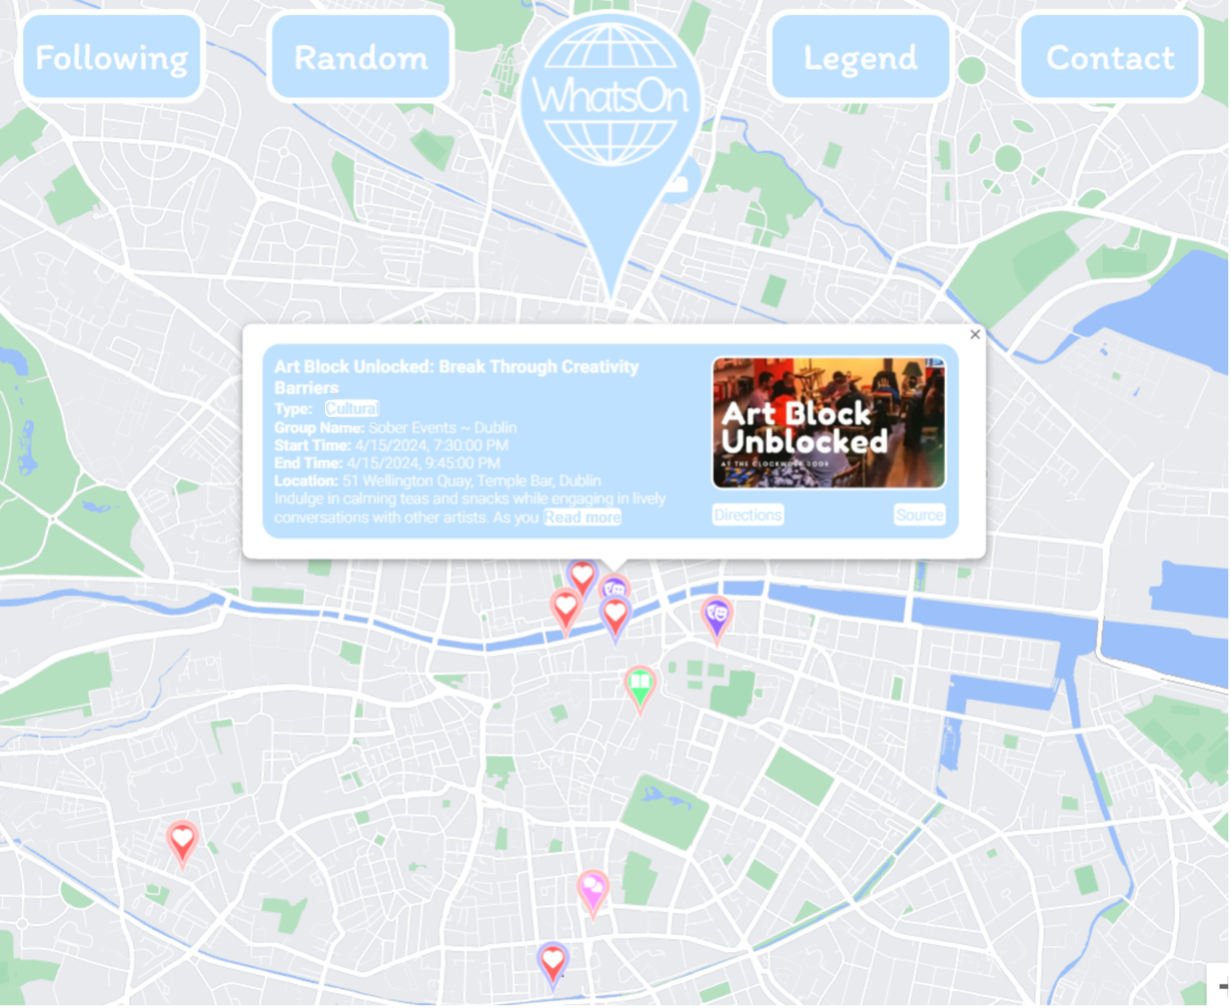 Following
Random
WhatsOn
Legend
Contact
Art Block Unlocked: Break Through Creativity
Barriers
Type: Cultural
Group Name: Sober Events ~ Dublin
Start Time: 4/15/2024, 7:30:00 PM
End Time: 4/15/2024, 9:45:00 PM
Location: 51 Wellington Quay, Temple Bar, Dublin
Indulge in calming teas and snacks while engaging in lively
conversations with other artists. As you Read more
Art Block
Unblocked
AT THE CLOCKWORK DOOR
Directions
Source